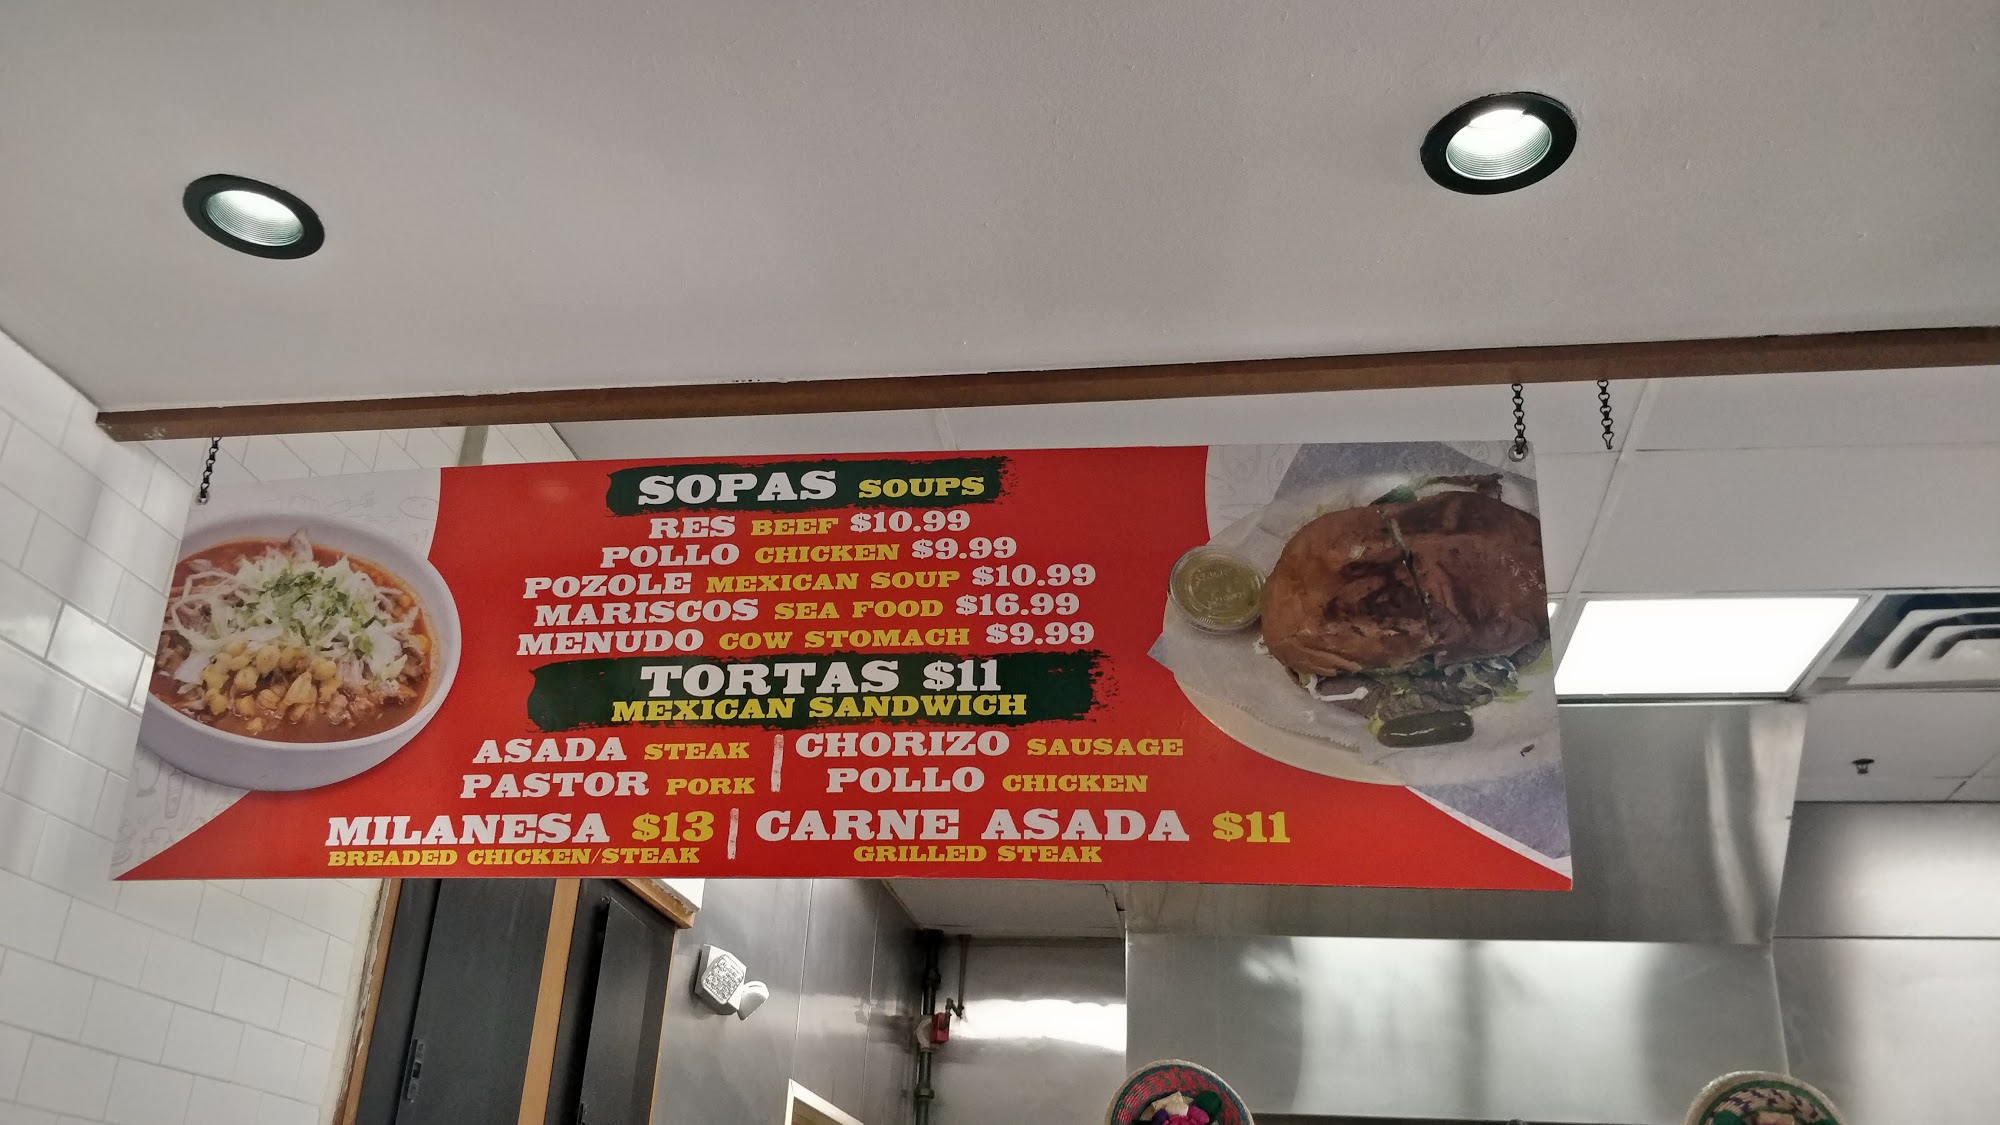 SOPAS SOUPS
RES BEEF $10.99
POLLO CHICKEN $9.99
POZOLE MEXICAN SOUP $10.99
MARISCOS SEA FOOD $16.99
MENUDO COW STOMACH $9.99
TORTAS $11
MEXICAN SANDWICH
ASADA STEAK | CHORIZO SAUSAGE
PASTOR PORK | POLLO CHICKEN
MILANESA $13 | CARNE ASADA $11
BREADED CHICKEN/STEAK GRILLED STEAK